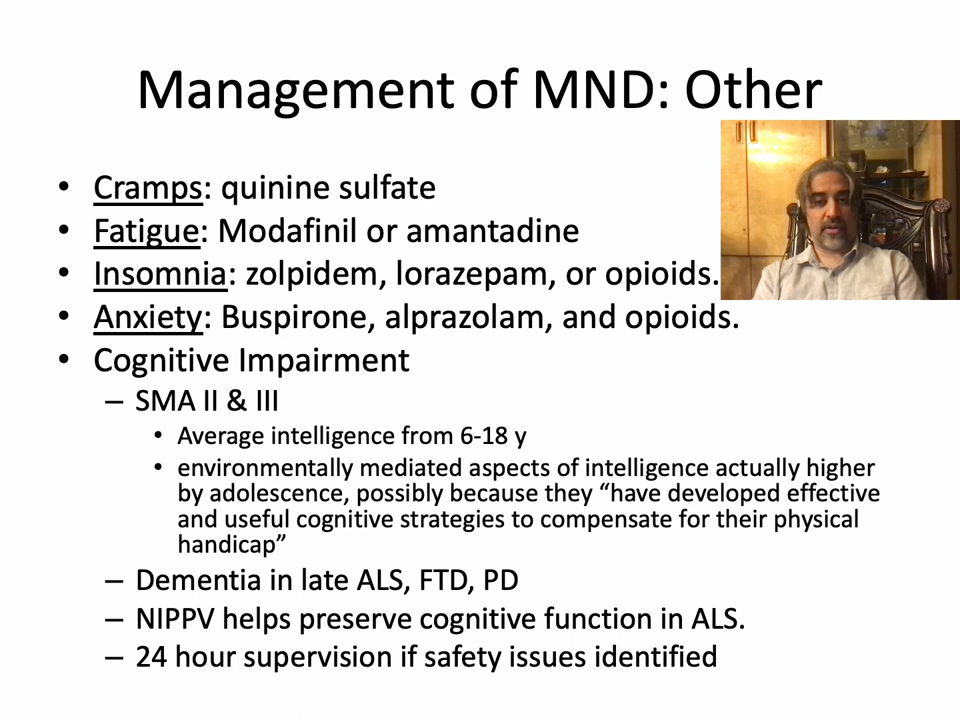 Management of MND: Other
• Cramps: quinine sulfate
• Fatigue: Modafinil or amantadine
• Insomnia: zolpidem, lorazepam, or opioids.
• Anxiety: Buspirone, alprazolam, and opioids.
• Cognitive Impairment
– SMA II & III
• Average intelligence from 6-18 y
• environmentally mediated aspects of intelligence actually higher
by adolescence, possibly because they “have developed effective
and useful cognitive strategies to compensate for their physical
handicap”
– Dementia in late ALS, FTD, PD
– NIPPV helps preserve cognitive function in ALS.
– 24 hour supervision if safety issues identified